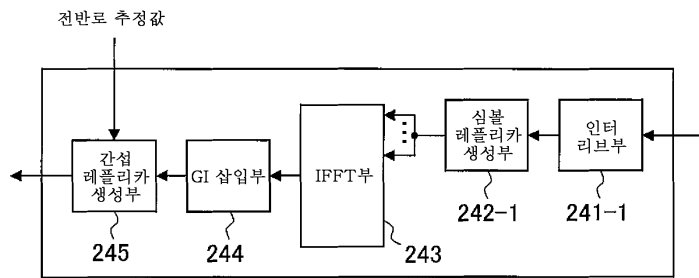 전반로 추정값
간섭
레플리카
생성부
GI 삽입부
IFFT부
심볼
레플리카
생성부
인터
리브부
245
244
243
242-1
241-1